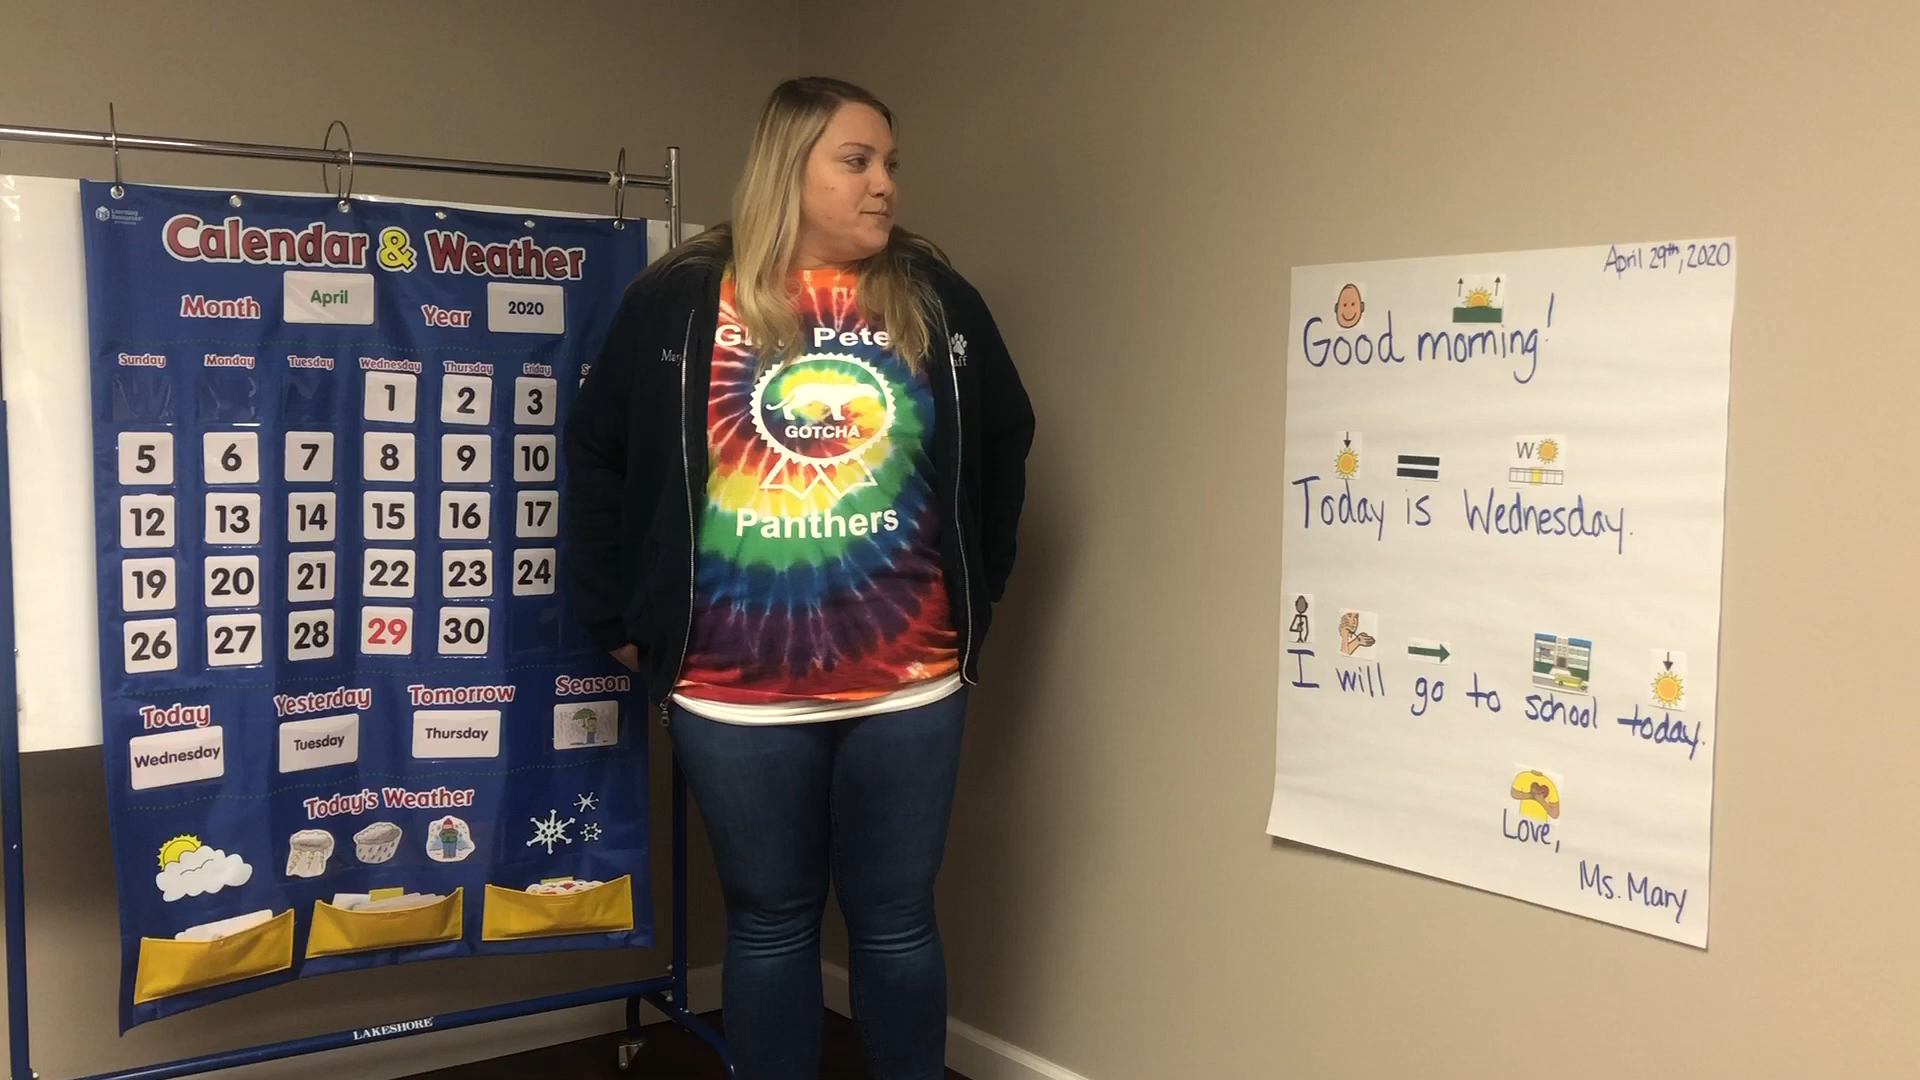 Learning Resources
Calendar & Weather
Month April Year 2020
Sunday Monday Tuesday Wednesday Thursday Friday
1 2 3
5 6 7 8 9 10
12 13 14 15 16 17
19 20 21 22 23 24
26 27 28 29 30
Today Yesterday Tomorrow Season
Wednesday Tuesday Thursday
Today's Weather
LAKESHORE
Pete
GOTCHA
Panthers
April 29th, 2020
Good morning!
W
Today is Wednesday.
I will go to school today.
Love,
Ms. Mary